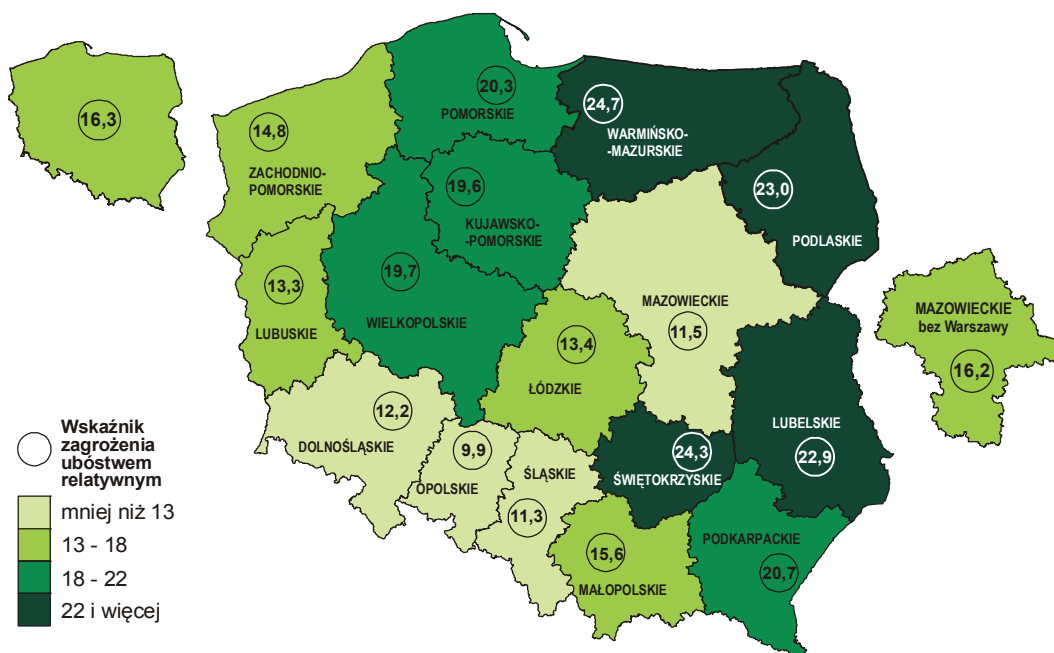 16,3
20,3
POMORSKIE
24,7
WARMIŃSKO-
-MAZURSKIE
14,8
ZACHODNIO-
POMORSKIE
19,6
KUJAWSKO-
-POMORSKIE
23,0
PODLASKIE
13,3
LUBUSKIE
19,7
WIELKOPOLSKIE
MAZOWIECKIE
11,5
MAZOWIECKIE
bez Warszawy
16,2
13,4
ŁÓDZKIE
12,2
DOLNOŚLĄSKIE
9,9
OPOLSKIE
ŚLĄSKIE
11,3
24,3
ŚWIĘTOKRZYSKIE
LUBELSKIE
22,9
15,6
MAŁOPOLSKIE
PODKARPACKIE
20,7
Wskaźnik
zagrożenia
ubóstwem
relatywnym
mniej niż 13
13 - 18
18 - 22
22 i więcej